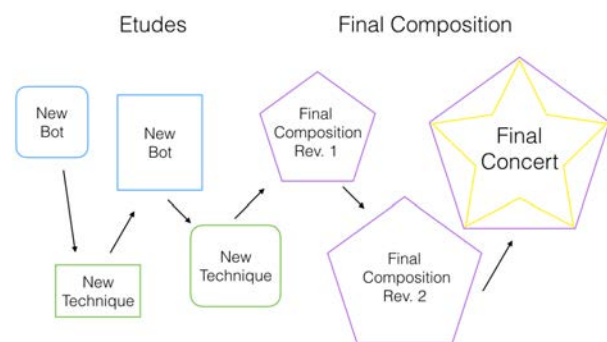 Etudes
Final Composition
New
Bot
New
Technique
New
Bot
New
Technique
Final
Composition
Rev. 1
Final
Composition
Rev. 2
Final
Concert